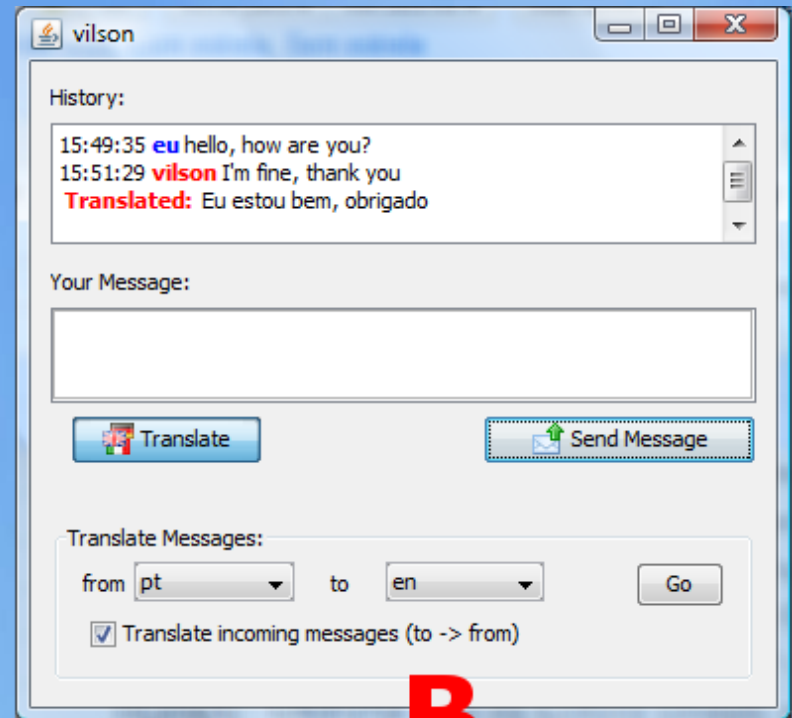 vilson
History:
15:49:35 eu hello, how are you?
15:51:29 vilson I'm fine, thank you
Translated: Eu estou bem, obrigado
Your Message:
Translate Send Message
Translate Messages:
from pt to en Go
Translate incoming messages (to -> from)
B